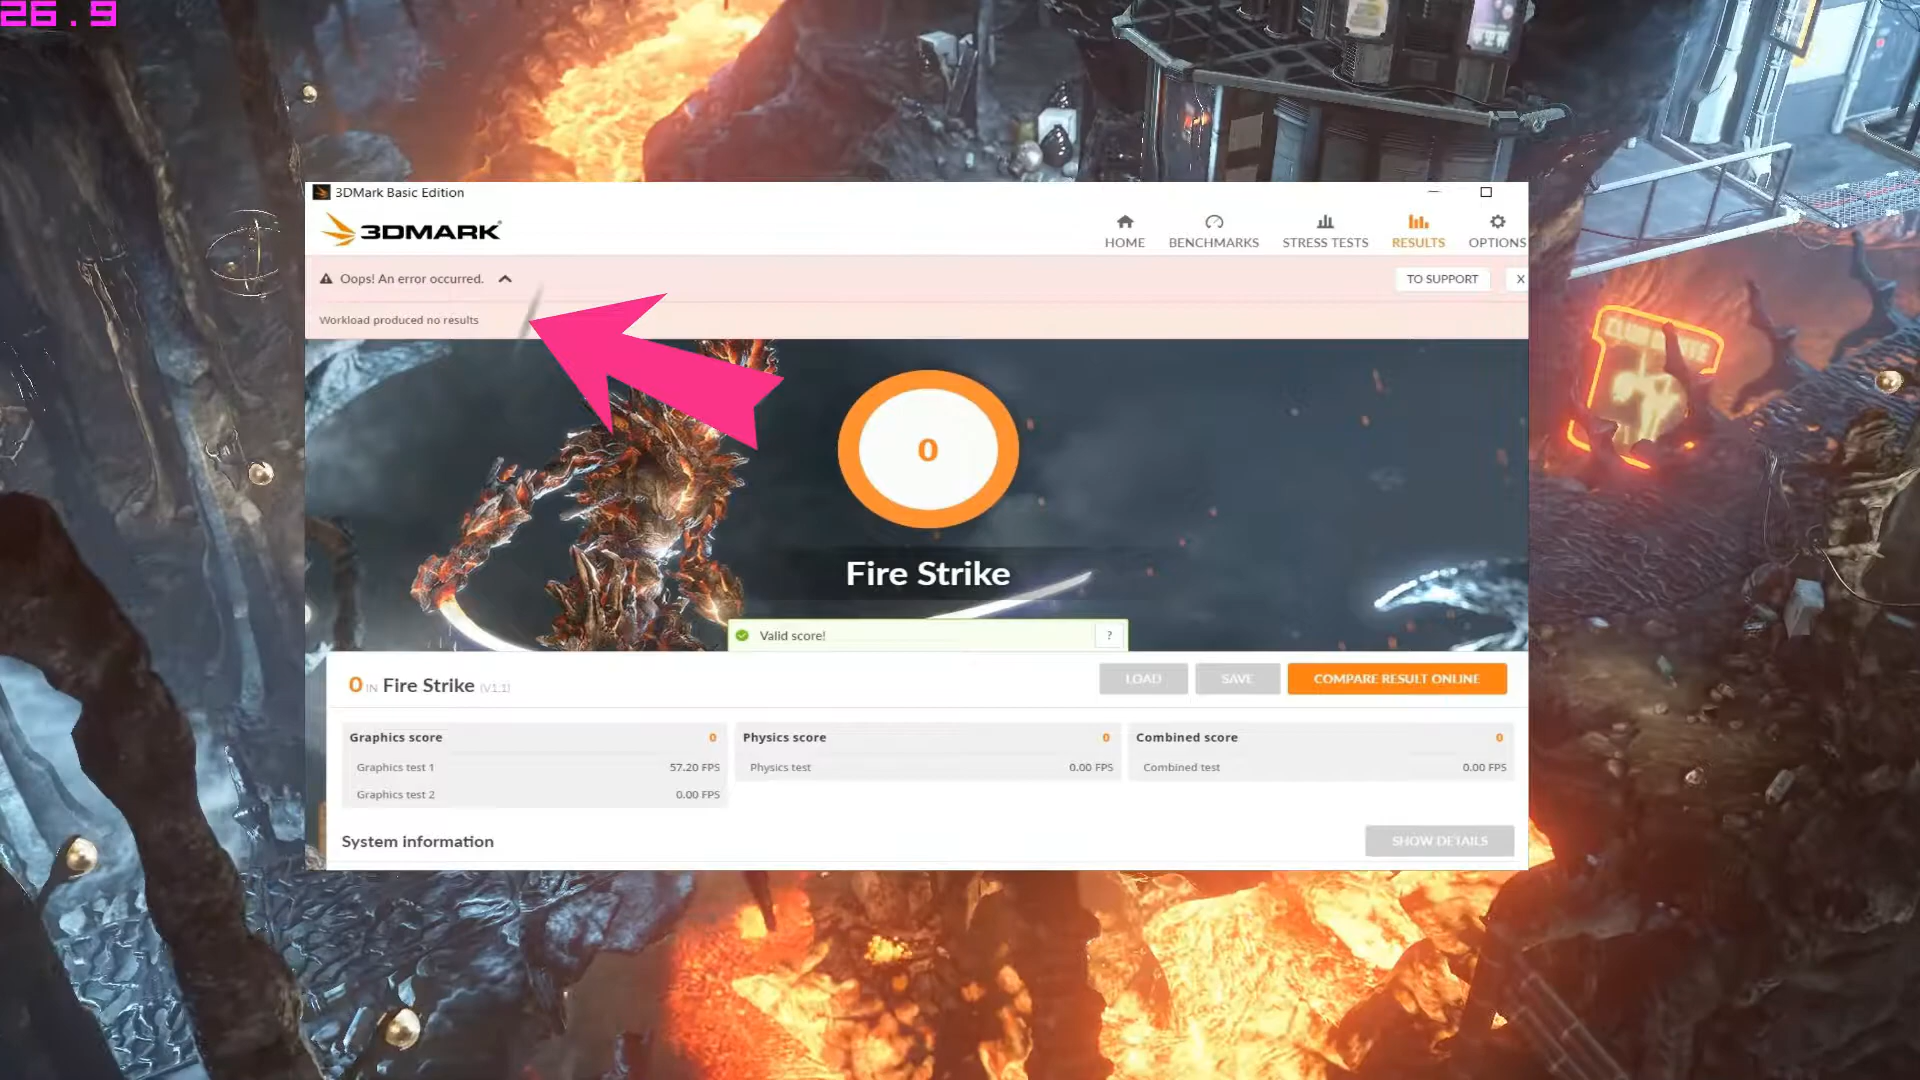 26.9
3DMark Basic Edition
3DMARK
HOME
BENCHMARKS
STRESS TESTS
RESULTS
OPTIONS
Oops! An error occurred.
TO SUPPORT
X
Workload produced no results
0
Fire Strike
Valid score!
?
0 IN Fire Strike (V1.1)
LOAD
SAVE
COMPARE RESULT ONLINE
Graphics score 0
Graphics test 1 57.20 FPS
Graphics test 2 0.00 FPS
Physics score 0
Physics test 0.00 FPS
Combined score 0
Combined test 0.00 FPS
System information
SHOW DETAILS